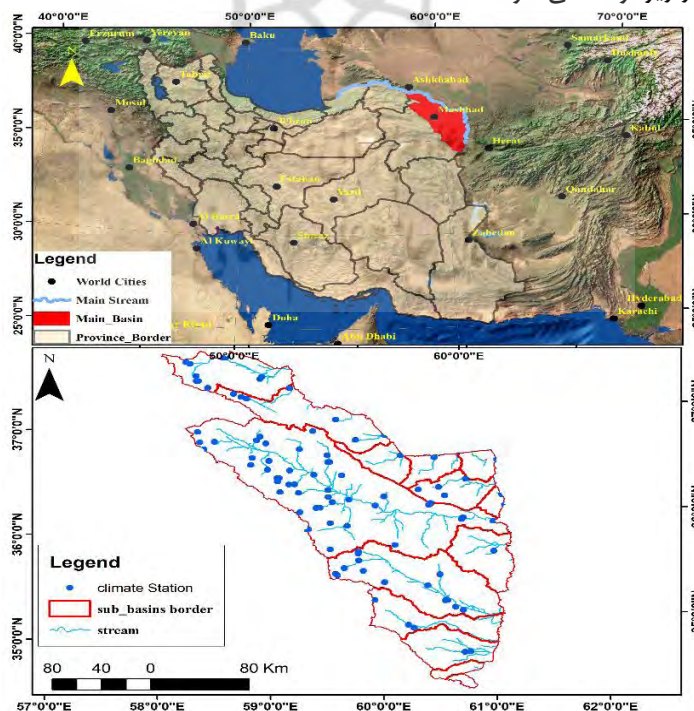 40°0'0"E 50°0'0"E 60°0'0"E 70°0'0"E
N
Erzurum Yerevan Baku Samarkand
Dushanbe
Tabriz Ashkhabad
Mosul Mashhad
35°0'0"N
Tehran Herat Kabul
Baghdad
Esfahan Yazd Qandahar
30°0'0"N
Al Basra Zahedan
Al Kuwayt Shiraz
Legend
World Cities
Main Stream
Main_Basin
Province_Border
25°0'0"N
Hyderabad
Karachi
Doha
Abu Dhabi
50°0'0"E 60°0'0"E
N
37°0'0"N
36°0'0"N
35°0'0"N
Legend
climate Station
sub_basins border
stream
80 40 0 80 Km
57°0'0"E 58°0'0"E 59°0'0"E 60°0'0"E 61°0'0"E 62°0'0"E